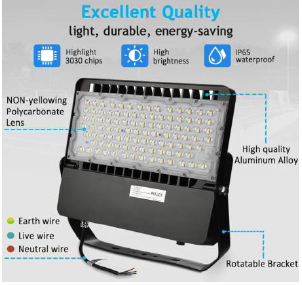 Excellent Quality
light, durable, energy-saving
Highlight
3030 chips
High
brightness
IP65
waterproof
NON-yellowing
Polycarbonate
Lens
High quality
Aluminum Alloy
Earth wire
Live wire
Neutral wire
Rotatable Bracket